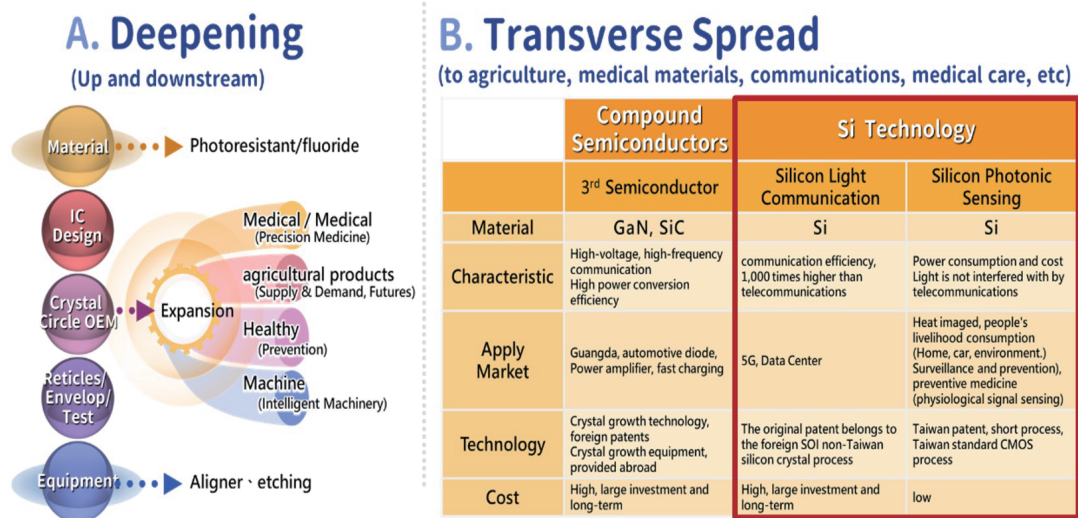 A. Deepening
(Up and downstream)
Material
Photoresistant/fluoride
IC
Design
Crystal
Circle OEM
Reticles/
Envelop/
Test
Equipment
Aligner、etching
Expansion
Medical / Medical
(Precision Medicine)
agricultural products
(Supply & Demand, Futures)
Healthy
(Prevention)
Machine
(Intelligent Machinery)
B. Transverse Spread
(to agriculture, medical materials, communications, medical care, etc)
Compound
Semiconductors
Si Technology
3rd Semiconductor
Silicon Light
Communication
Silicon Photonic
Sensing
Material
GaN, SiC
Si
Si
Characteristic
High-voltage, high-frequency
communication
High power conversion
efficiency
communication efficiency,
1,000 times higher than
telecommunications
Power consumption and cost
Light is not interfered with by
telecommunications
Apply
Market
Guangda, automotive diode,
Power amplifier, fast charging
5G, Data Center
Heat imaged, people's
livelihood consumption
(Home, car, environment.)
Surveillance and prevention),
preventive medicine
(physiological signal sensing)
Technology
Crystal growth technology,
foreign patents
Crystal growth equipment,
provided abroad
The original patent belongs to
the foreign SOI non-Taiwan
silicon crystal process
Taiwan patent, short process,
Taiwan standard CMOS
process
Cost
High, large investment and
long-term
High, large investment and
long-term
low